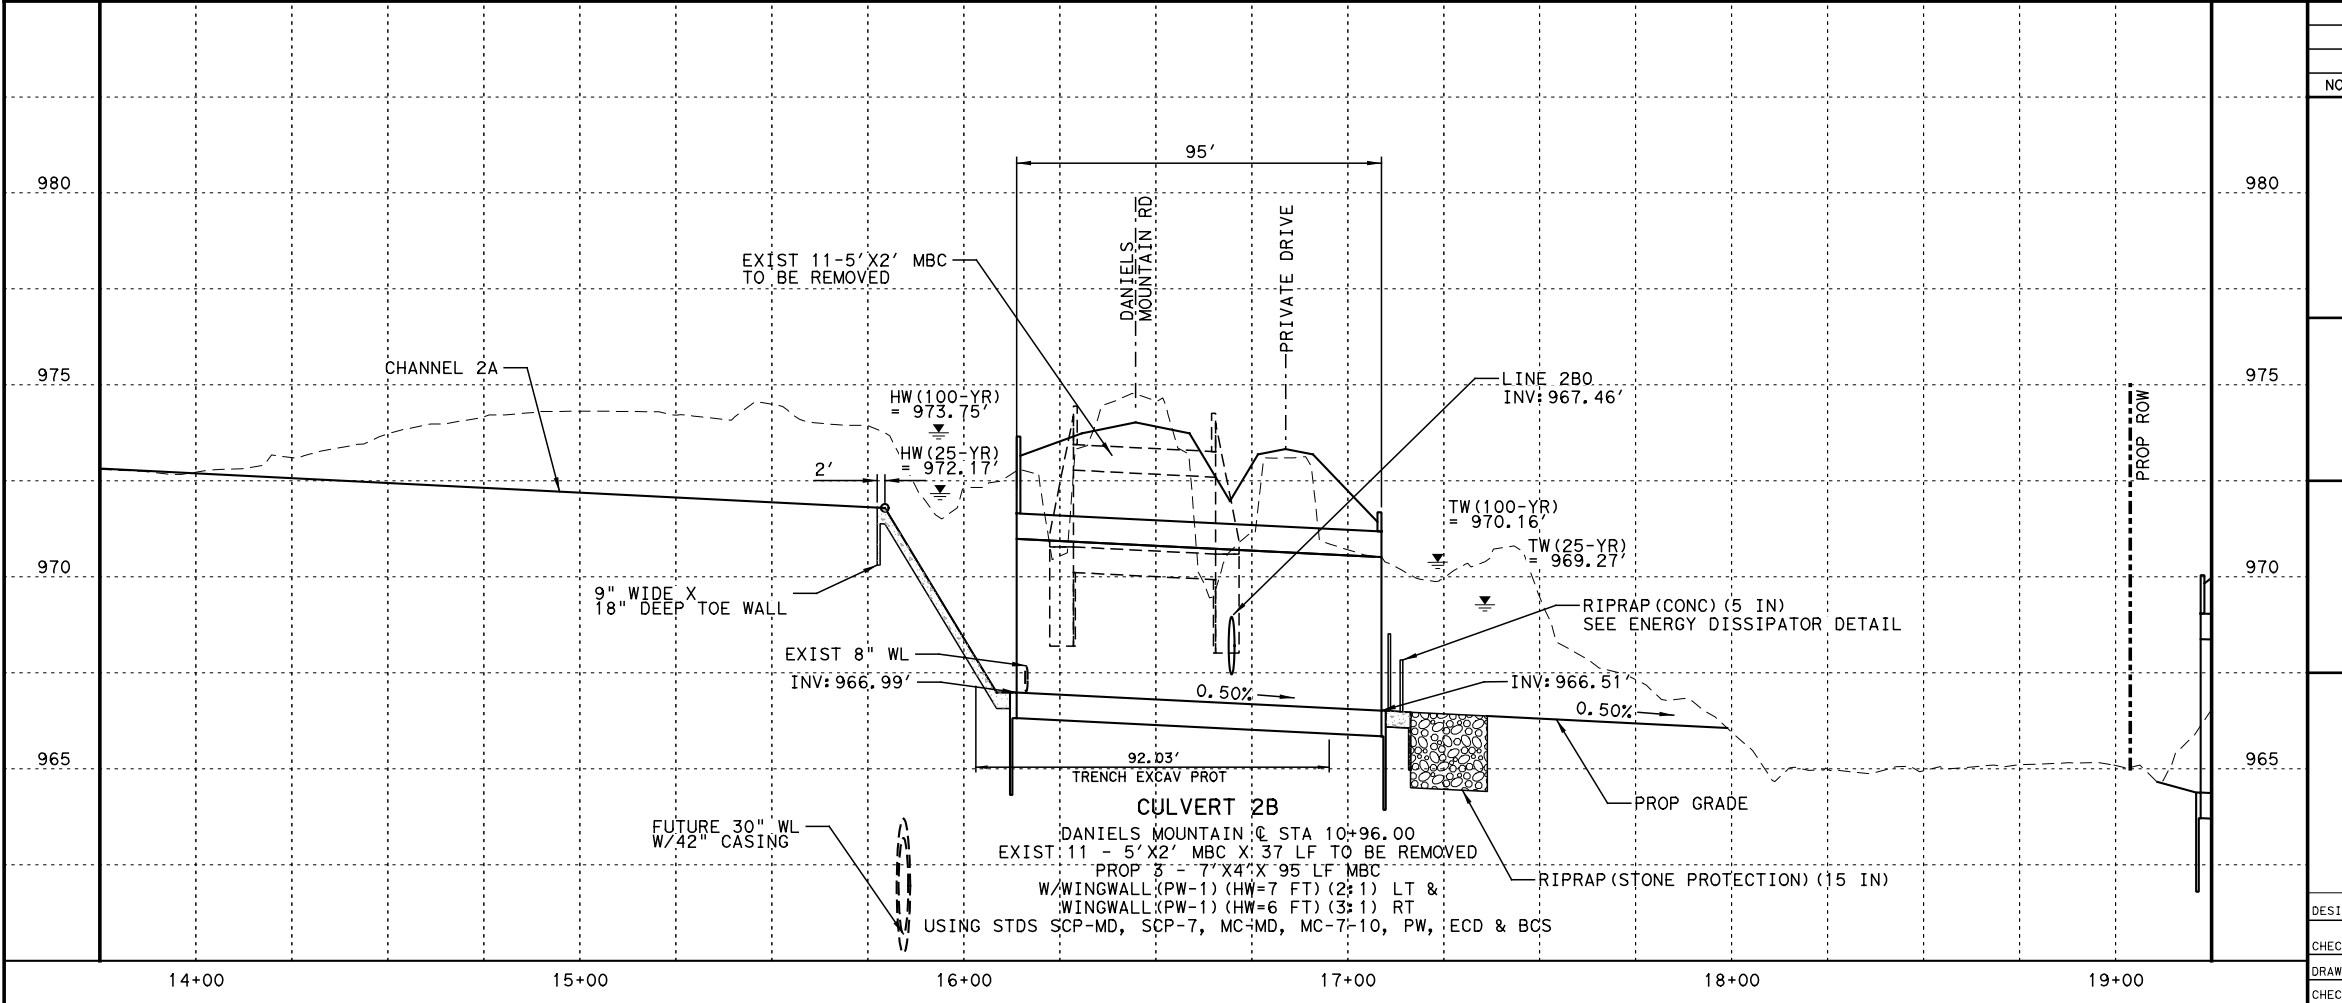 NO
95'
980
980
DANIELS
MOUNTAIN RD
PRIVATE DRIVE
EXIST 11-5'X2' MBC
TO BE REMOVED
975
CHANNEL 2A
HW(100-YR)
= 973.75'
HW(25-YR)
= 972.17'
2'
LINE 2BO
INV:967.46'
975
PROP ROW
TW(100-YR)
= 970.16'
TW(25-YR)
= 969.27'
970
970
9" WIDE X
18" DEEP TOE WALL
RIPRAP(CONC)(5 IN)
SEE ENERGY DISSIPATOR DETAIL
EXIST 8" WL
INV:966.99'
0.50%
INV:966.51'
0.50%
965
965
92.03'
TRENCH EXCAV PROT
CULVERT 2B
DANIELS MOUNTAIN ℄ STA 10+96.00
EXIST 11 - 5'X2' MBC X 37 LF TO BE REMOVED
PROP 3 - 7'X4'X 95 LF MBC
W/WINGWALL(PW-1)(HW=7 FT)(2:1) LT &
WINGWALL(PW-1)(HW=6 FT)(3:1) RT
USING STDS SCP-MD, SCP-7, MC-MD, MC-7-10, PW, ECD & BCS
PROP GRADE
FUTURE 30" WL
W/42" CASING
RIPRAP(STONE PROTECTION)(15 IN)
14+00
15+00
16+00
17+00
18+00
19+00
DESI
CHEC
DRAW
CHEC